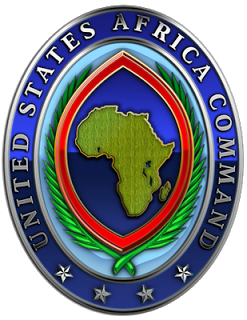 UNITED STATES AFRICA COMMAND